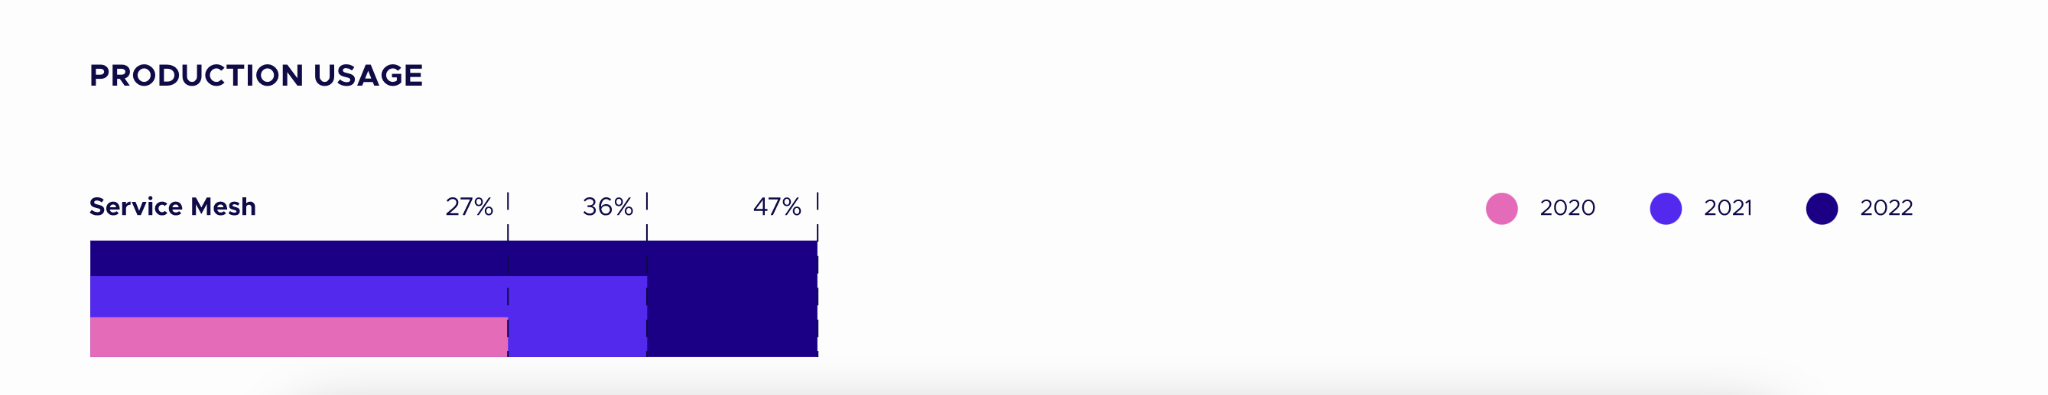 PRODUCTION USAGE
Service Mesh 27% 36% 47% 2020 2021 2022